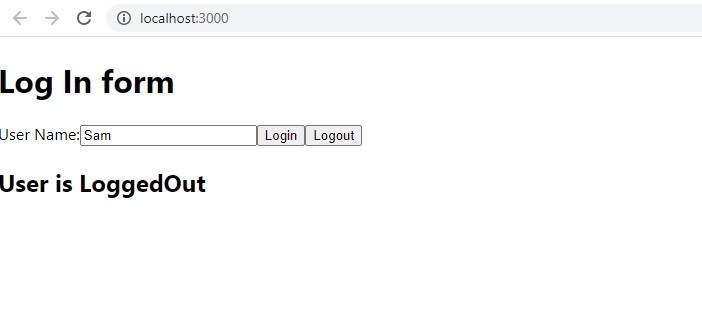 localhost:3000
Log In form
User Name: Sam Login Logout
User is LoggedOut